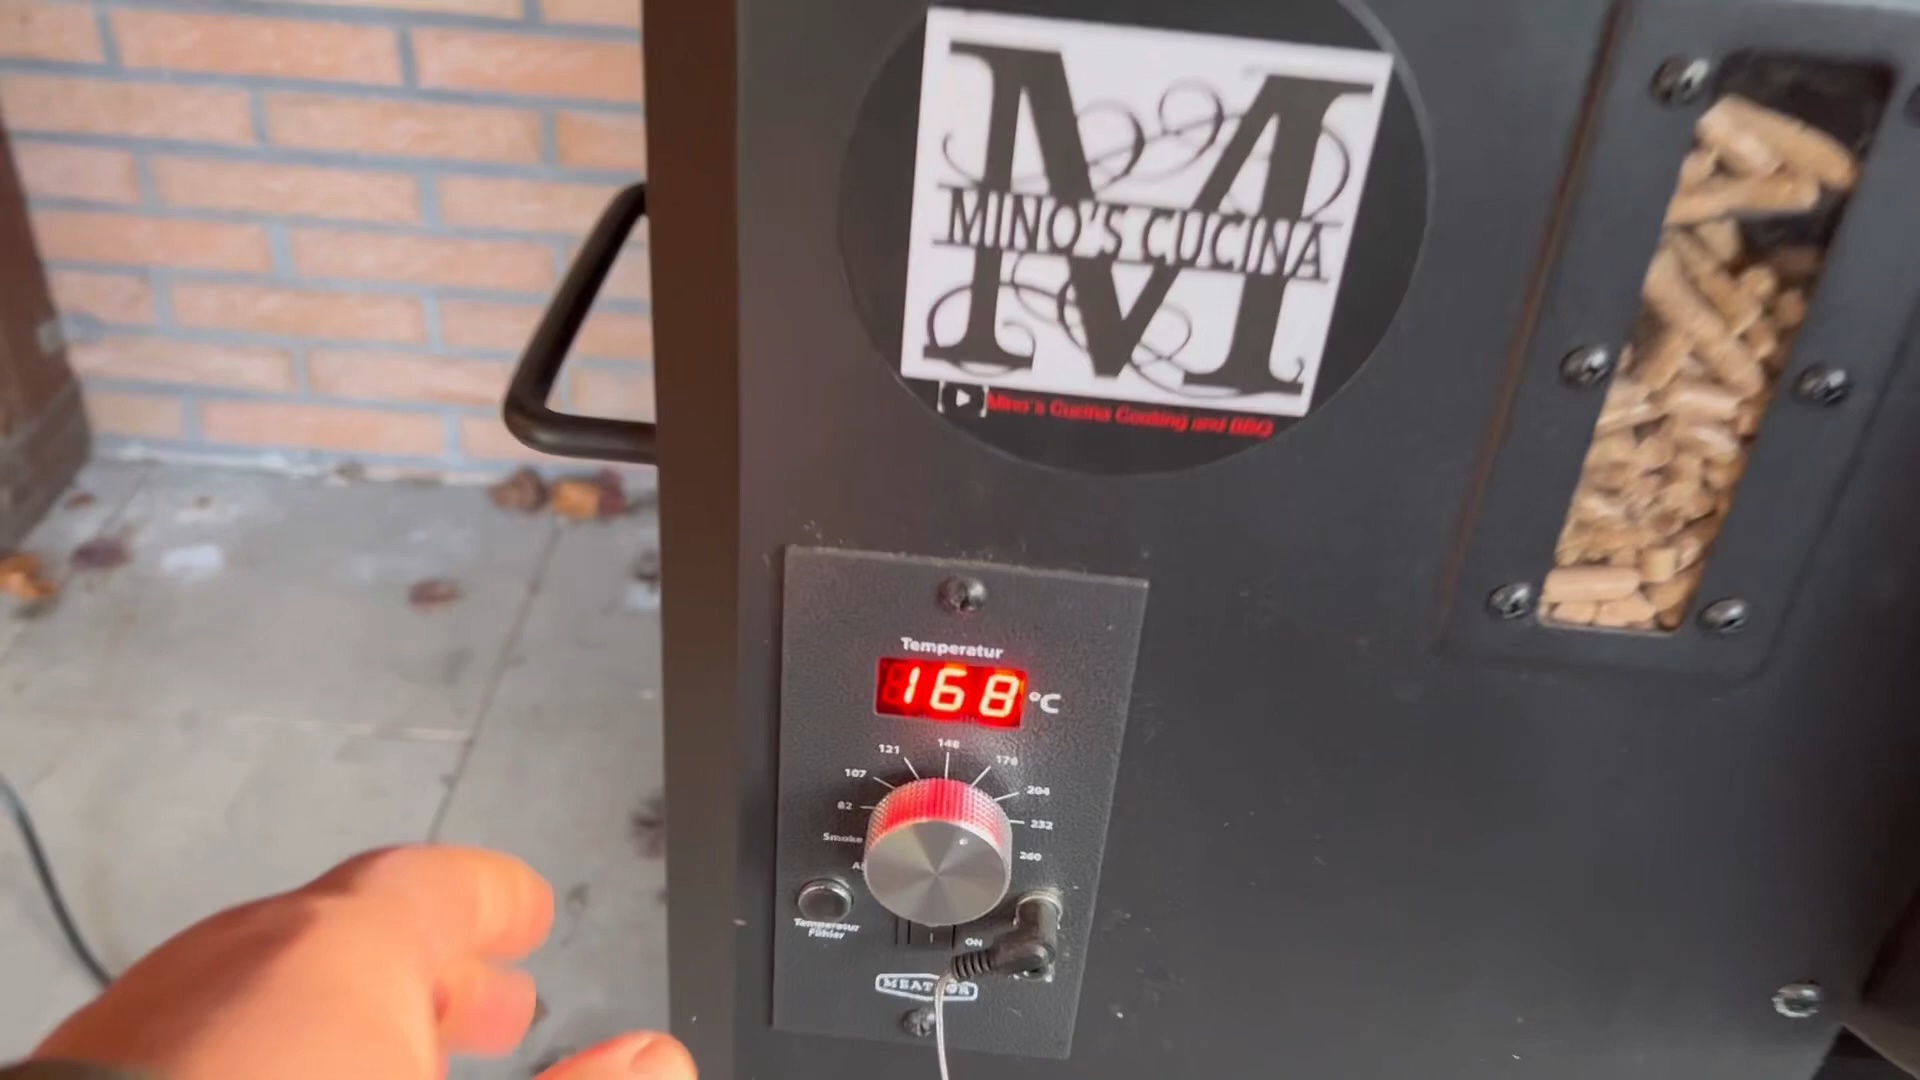 MINO'S CUCINA
Mino's Cucina Cooking and BBQ
Temperatur
168 °C
148
121
176
107
204
82
232
Smoke
260
Temperatur
Fühler
ON